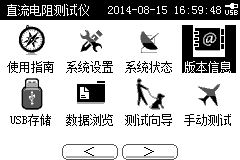 直流电阻测试仪 2014-08-15 16:59:48 USB
使用指南 系统设置 系统状态 版本信息
USB存储 数据浏览 测试向导 手动测试